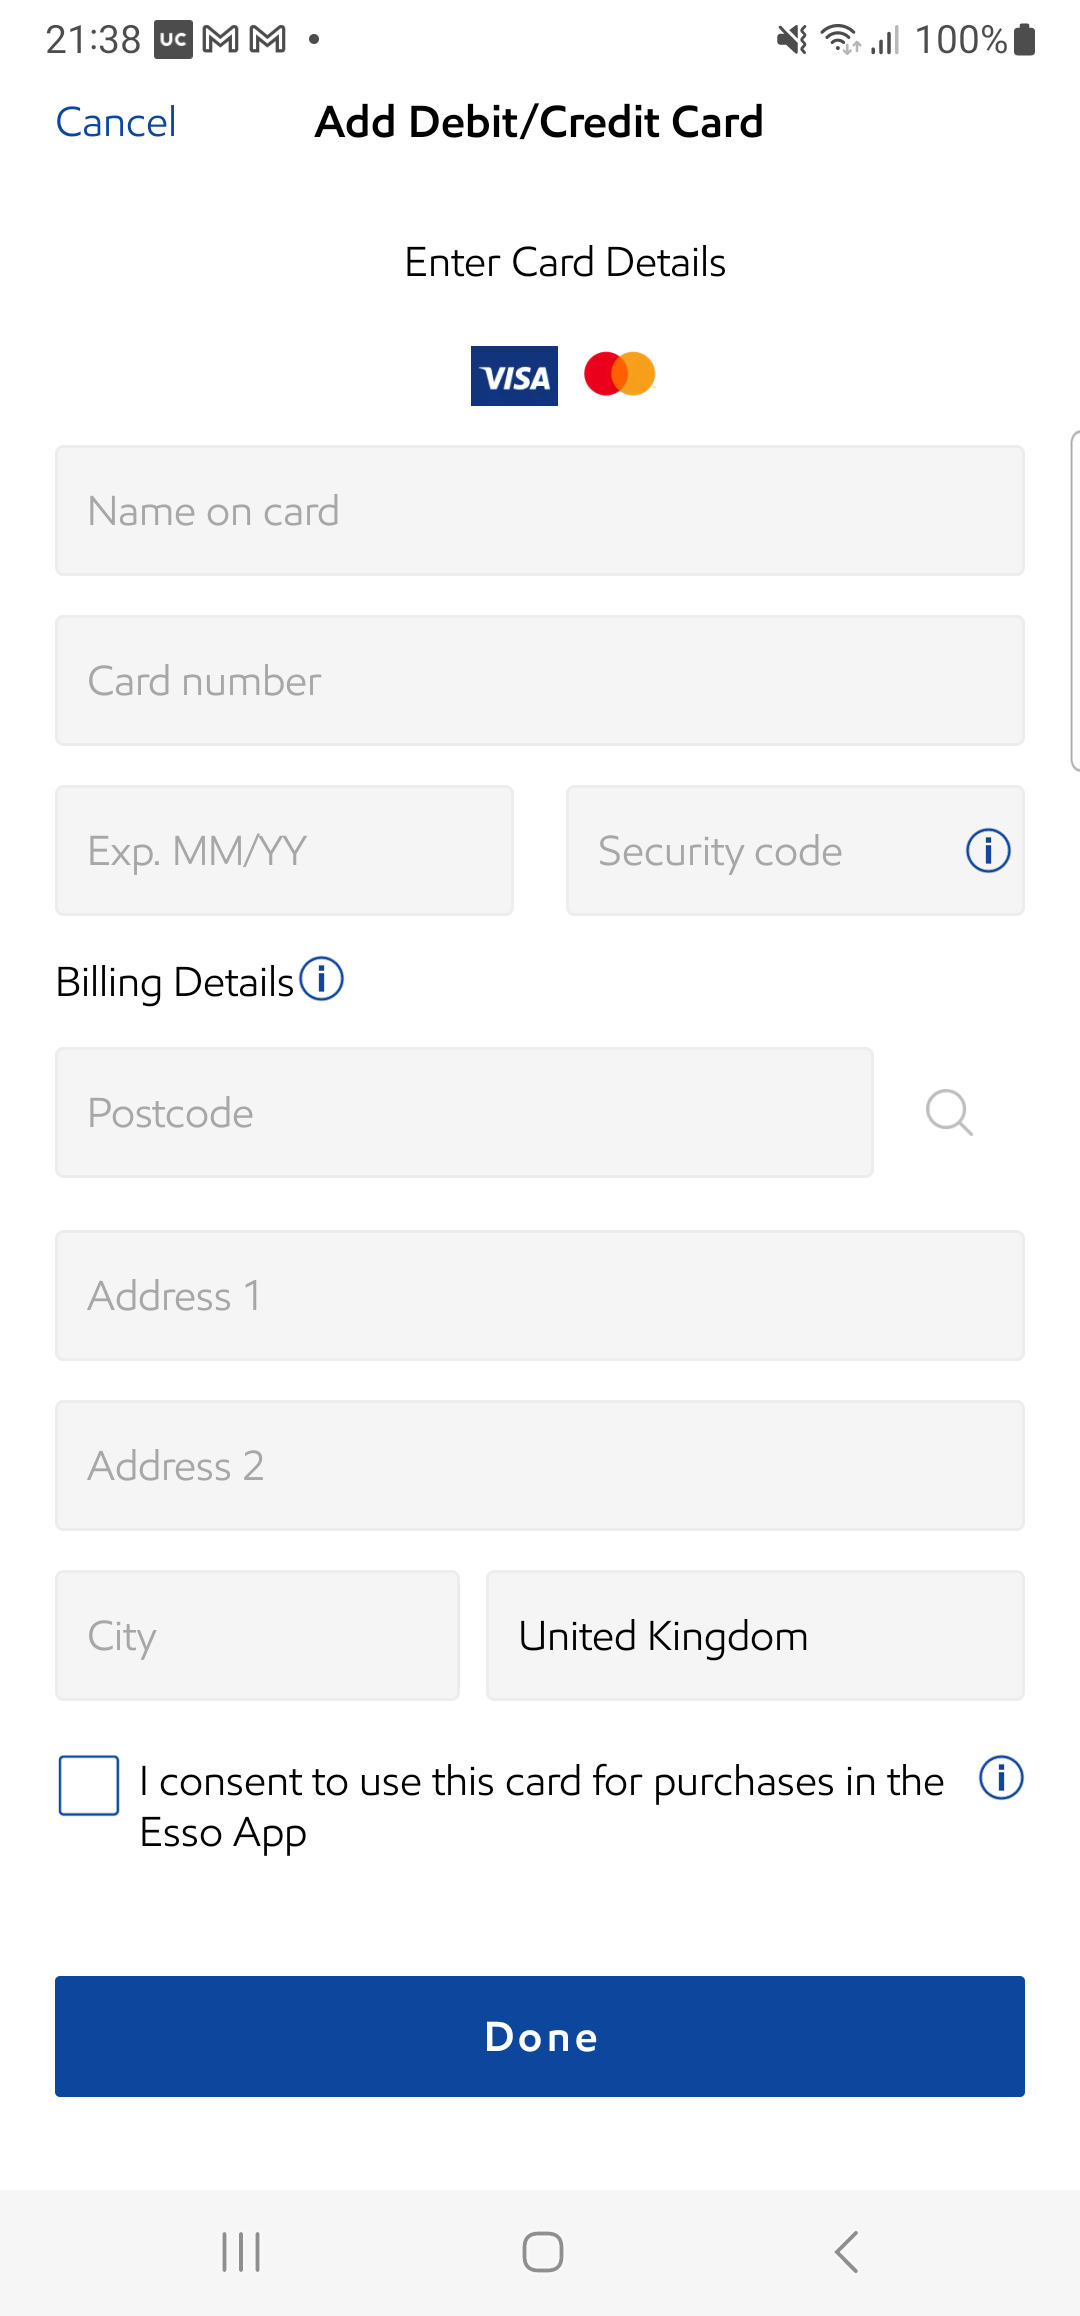 21:38 UC 100%
Cancel Add Debit/Credit Card
Enter Card Details
VISA
Name on card
Card number
Exp. MM/YY Security code
Billing Details
Postcode
Address 1
Address 2
City United Kingdom
I consent to use this card for purchases in the
Esso App
Done